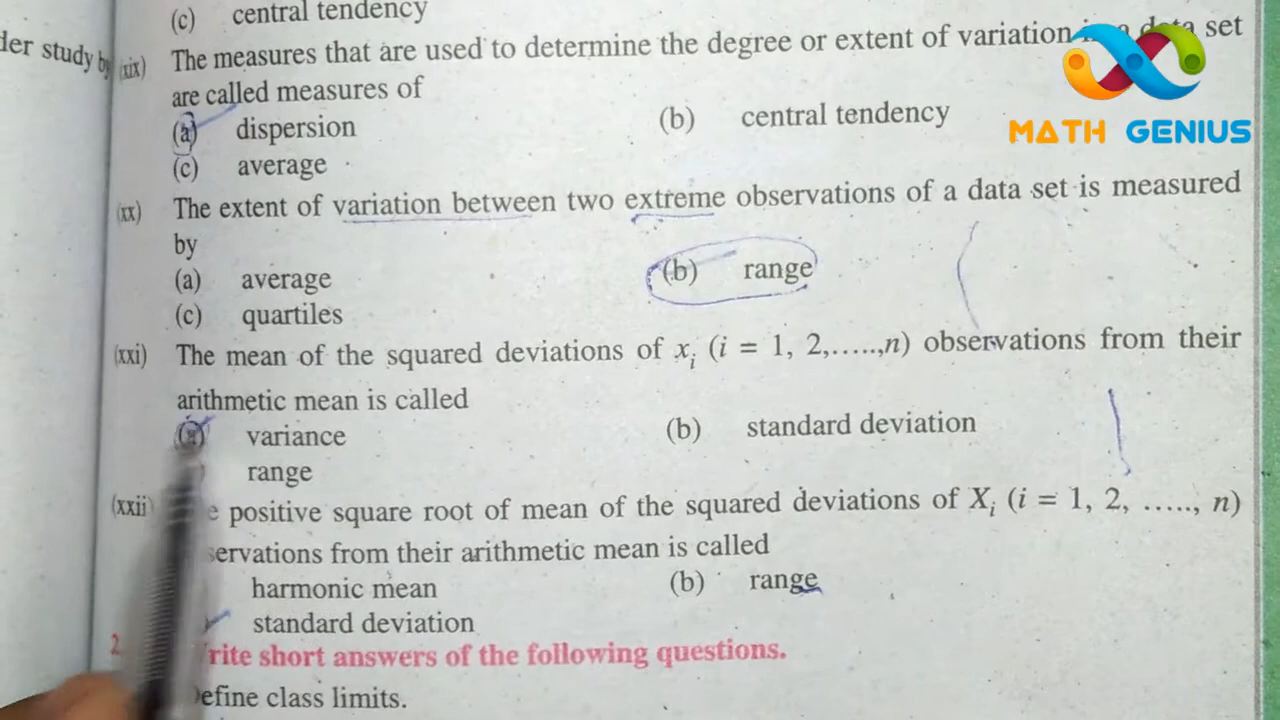 (c) central tendency
der study by
(xix) The measures that are used to determine the degree or extent of variation in a data set
are called measures of
(a) dispersion (b) central tendency
(c) average
MATH GENIUS
(xx) The extent of variation between two extreme observations of a data set is measured
by
(a) average (b) range
(c) quartiles
(xxi) The mean of the squared deviations of xi (i = 1, 2,.....,n) observations from their
arithmetic mean is called
(a) variance (b) standard deviation
range
(xxii) e positive square root of mean of the squared deviations of Xi (i = 1, 2, ....., n)
servations from their arithmetic mean is called
harmonic mean (b) range
standard deviation
2. rite short answers of the following questions.
efine class limits.